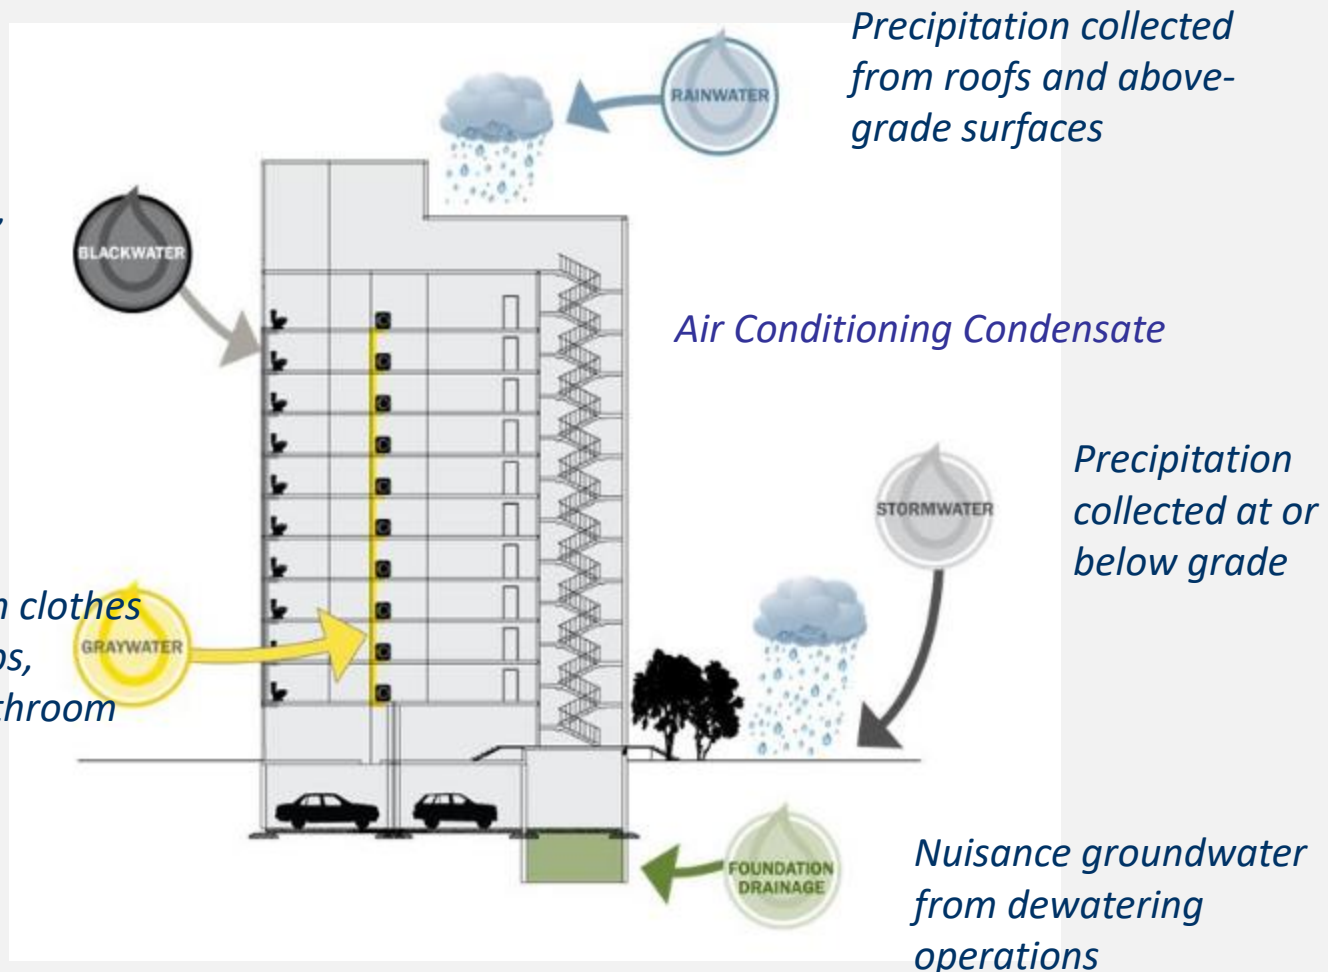 Precipitation collected
from roofs and above-
grade surfaces
RAINWATER
BLACKWATER
Air Conditioning Condensate
Precipitation
collected at or
below grade
STORMWATER
clothes
GRAYWATER
Nuisance groundwater
from dewatering
operations
FOUNDATION
DRAINAGE